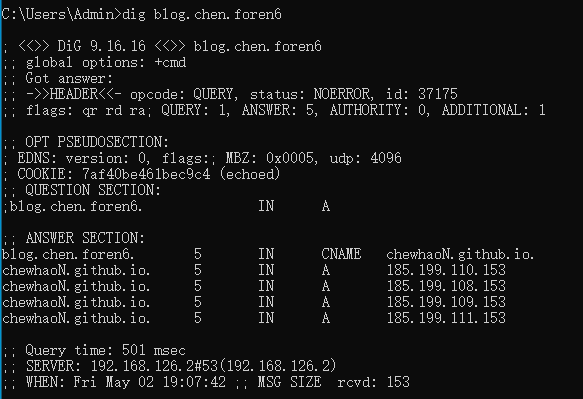 C:\Users\Admin>dig blog.chen.foren6
; <<>> DiG 9.16.16 <<>> blog.chen.foren6
;; global options: +cmd
;; Got answer:
;; ->>HEADER<<- opcode: QUERY, status: NOERROR, id: 37175
;; flags: qr rd ra; QUERY: 1, ANSWER: 5, AUTHORITY: 0, ADDITIONAL: 1
;; OPT PSEUDOSECTION:
; EDNS: version: 0, flags:; MBZ: 0x0005, udp: 4096
; COOKIE: 7af40be461bec9c4 (echoed)
;; QUESTION SECTION:
;blog.chen.foren6. IN A
;; ANSWER SECTION:
blog.chen.foren6. 5 IN CNAME chewhaoN.github.io.
chewhaoN.github.io. 5 IN A 185.199.110.153
chewhaoN.github.io. 5 IN A 185.199.108.153
chewhaoN.github.io. 5 IN A 185.199.109.153
chewhaoN.github.io. 5 IN A 185.199.111.153
;; Query time: 501 msec
;; SERVER: 192.168.126.2#53(192.168.126.2)
;; WHEN: Fri May 02 19:07:42 ;; MSG SIZE rcvd: 153